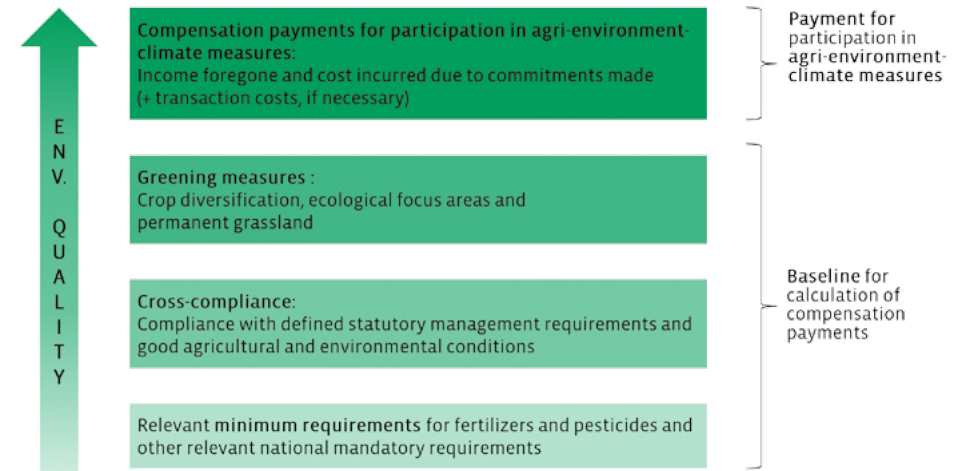 Compensation payments for participation in agri-environment-
climate measures:
Income foregone and cost incurred due to commitments made
(+ transaction costs, if necessary)
Payment for
participation in
agri-environment-
climate measures
ENV. QUALITY
Greening measures :
Crop diversification, ecological focus areas and
permanent grassland
Cross-compliance:
Compliance with defined statutory management requirements and
good agricultural and environmental conditions
Relevant minimum requirements for fertilizers and pesticides and
other relevant national mandatory requirements
Baseline for
calculation of
compensation
payments